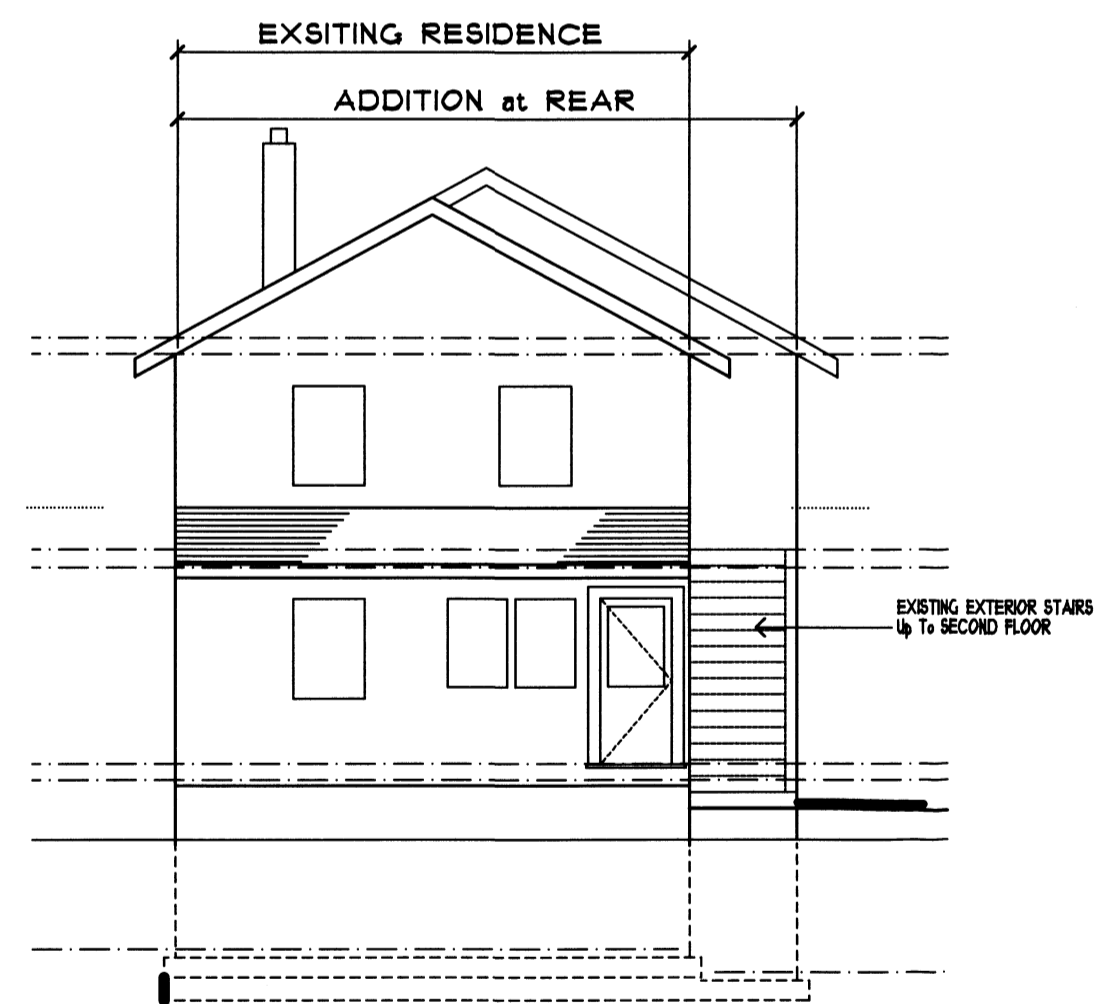 EXSITING RESIDENCE
ADDITION at REAR
EXISTING EXTERIOR STAIRS
Up To SECOND FLOOR